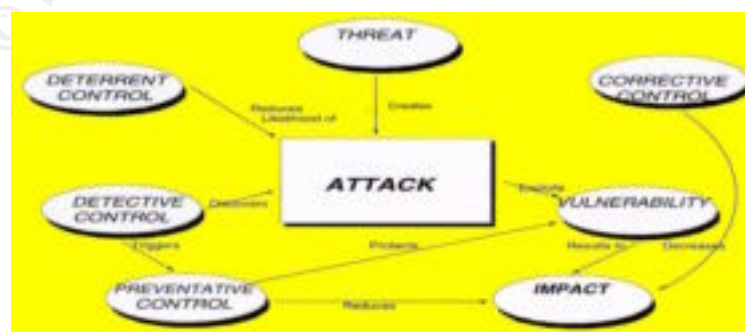 THREAT
DETERRENT
CONTROL
CORRECTIVE
CONTROL
Reduces
Likelihood of
Creates
ATTACK
DETECTIVE
CONTROL
Discovers
Exploits
VULNERABILITY
Triggers
Protects
Results to
Decreases
PREVENTATIVE
CONTROL
Reduces
IMPACT